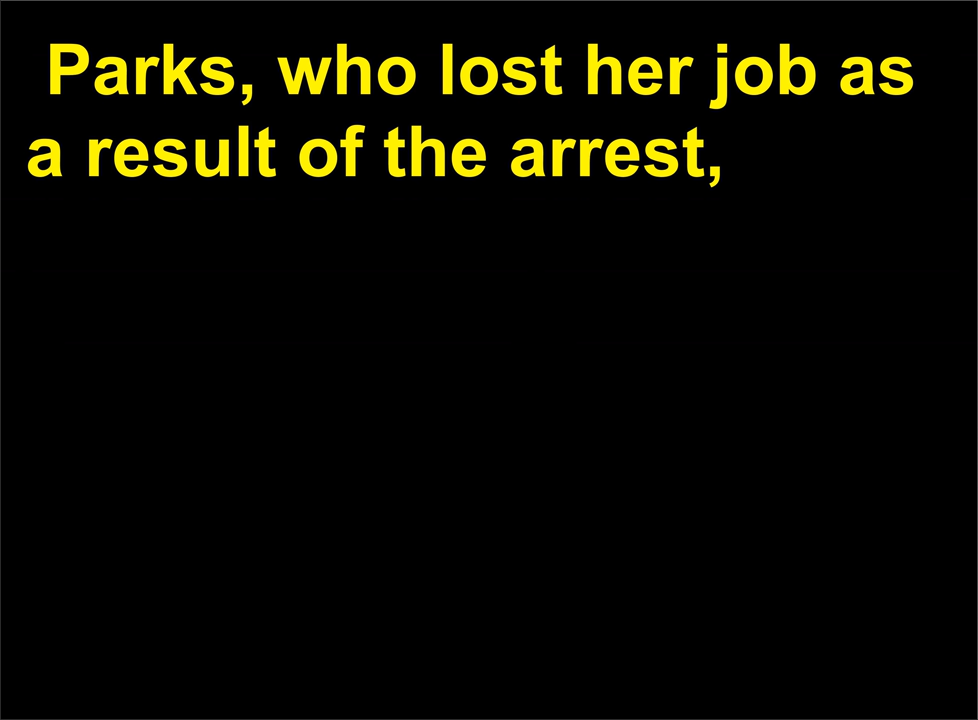 Parks, who lost her job as
a result of the arrest,